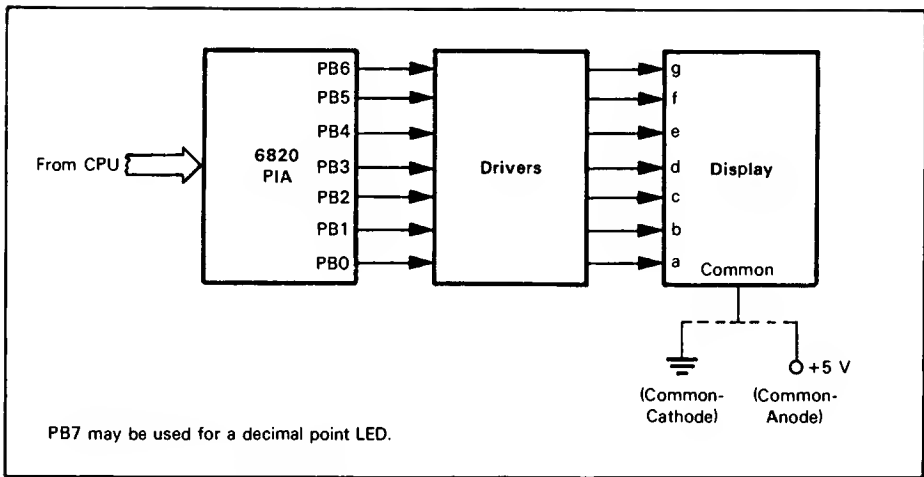 PB6
PB5
PB4
PB3
PB2
PB1
PB0
From CPU
6820
PIA
Drivers
g
f
e
d
c
b
a
Display
Common
+5 V
(Common-
Cathode)
(Common-
Anode)
PB7 may be used for a decimal point LED.